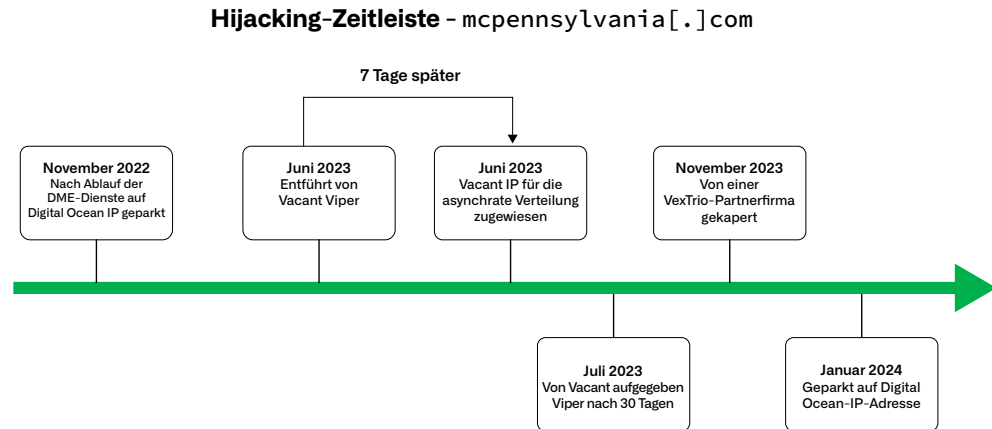 Hijacking-Zeitleiste - mcpennsylvania[.]com
7 Tage später
November 2022
Nach Ablauf der
DME-Dienste auf
Digital Ocean IP geparkt
Juni 2023
Entführt von
Vacant Viper
Juni 2023
Vacant IP für die
asynchrate Verteilung
zugewiesen
November 2023
Von einer
VexTrio-Partnerfirma
gekapert
Juli 2023
Von Vacant aufgegeben
Viper nach 30 Tagen
Januar 2024
Geparkt auf Digital
Ocean-IP-Adresse